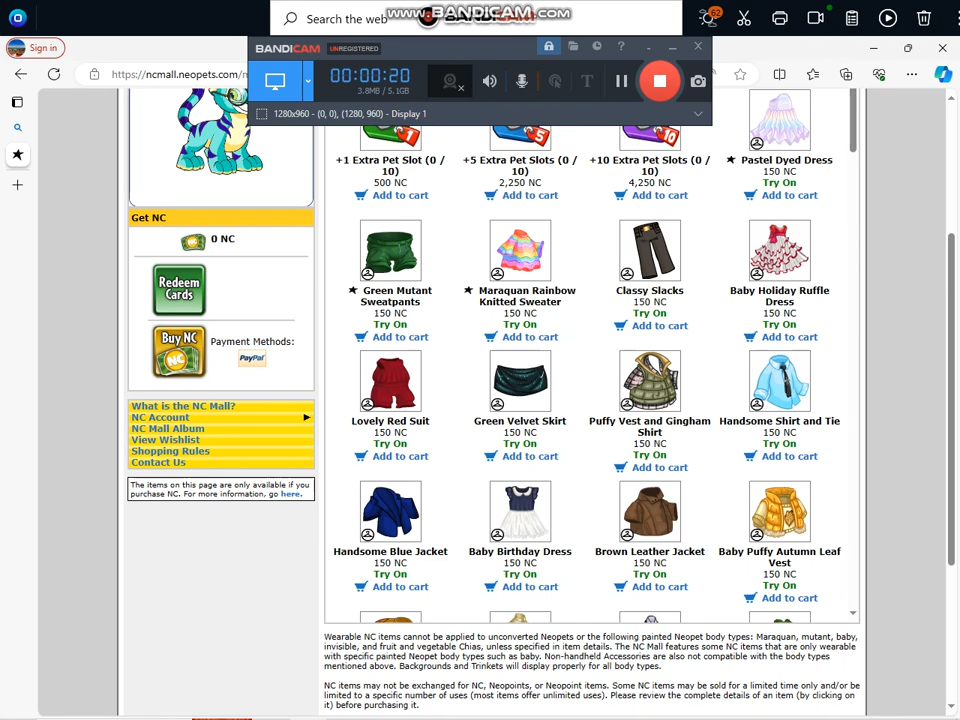 Search the web
www.BANDICAM.com
62
Sign in
BANDICAM UNREGISTERED
https://ncmall.neopets.com/m
00:00:20
3.8MB / 5.1GB
1280x960 - (0, 0), (1280, 960) - Display 1
1
5
10
+1 Extra Pet Slot (0 /
10)
500 NC
Add to cart
+5 Extra Pet Slots (0 /
10)
2,250 NC
Add to cart
+10 Extra Pet Slots (0 /
10)
4,250 NC
Add to cart
Pastel Dyed Dress
150 NC
Try On
Add to cart
Get NC
0 NC
Redeem
Cards
Buy NC
NC
Payment Methods:
PayPal
Green Mutant
Sweatpants
150 NC
Try On
Add to cart
Maraquan Rainbow
Knitted Sweater
150 NC
Try On
Add to cart
Classy Slacks
150 NC
Try On
Add to cart
Baby Holiday Ruffle
Dress
150 NC
Try On
Add to cart
What is the NC Mall?
NC Account
NC Mall Album
View Wishlist
Shopping Rules
Contact Us
The items on this page are only available if you
purchase NC. For more information, go here.
Lovely Red Suit
150 NC
Try On
Add to cart
Green Velvet Skirt
150 NC
Try On
Add to cart
Puffy Vest and Gingham
Shirt
150 NC
Try On
Add to cart
Handsome Shirt and Tie
150 NC
Try On
Add to cart
Handsome Blue Jacket
150 NC
Try On
Add to cart
Baby Birthday Dress
150 NC
Try On
Add to cart
Brown Leather Jacket
150 NC
Try On
Add to cart
Baby Puffy Autumn Leaf
Vest
150 NC
Try On
Add to cart
Wearable NC items cannot be applied to unconverted Neopets or the following painted Neopet body types: Maraquan, mutant, baby,
invisible, and fruit and vegetable Chias, unless specified in item details. The NC Mall features some NC items that are only wearable
with specific painted Neopet body types such as baby. Non-handheld Accessories are also not compatible with the body types
mentioned above. Backgrounds and Trinkets will display properly for all body types.
NC items may not be exchanged for NC, Neopoints, or Neopoint items. Some NC items may be sold for a limited time only and/or be
limited to a specific number of uses (most items offer unlimited uses). Please review the complete details of an item (by clicking on
it) before purchasing it.